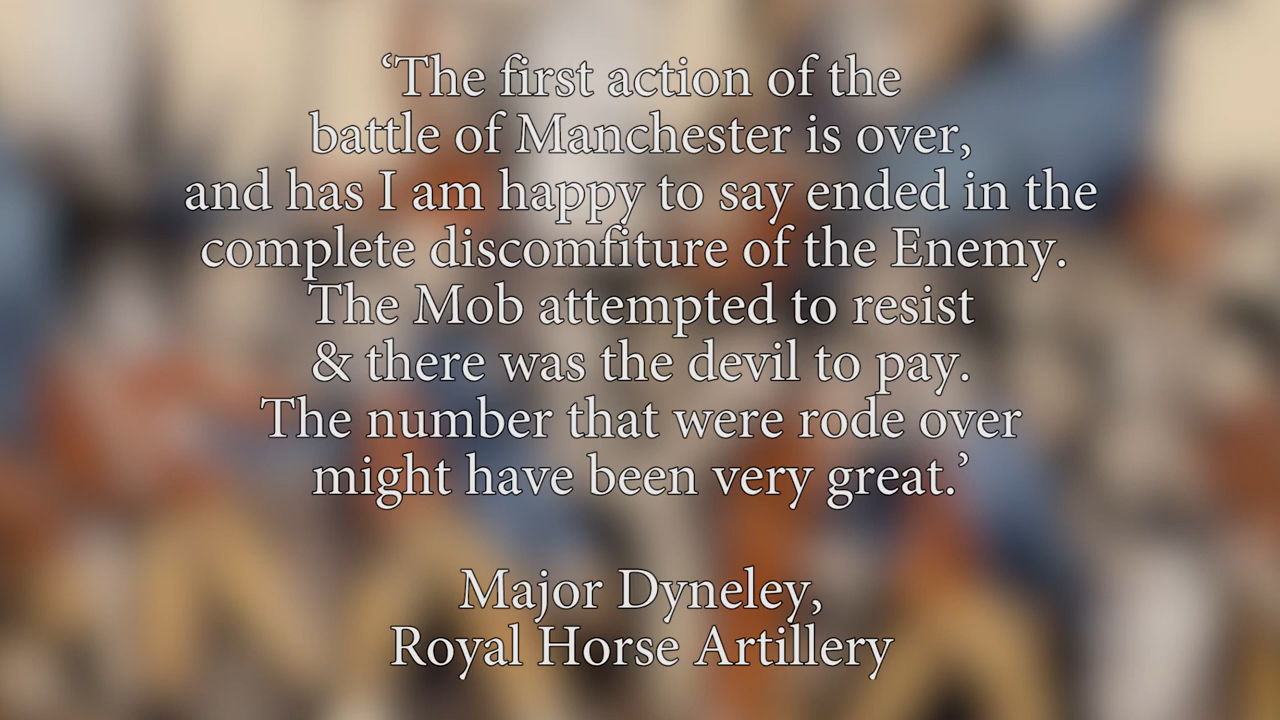 ‘The first action of the
battle of Manchester is over,
and has I am happy to say ended in the
complete discomfiture of the Enemy.
The Mob attempted to resist
& there was the devil to pay.
The number that were rode over
might have been very great.’
Major Dyneley,
Royal Horse Artillery